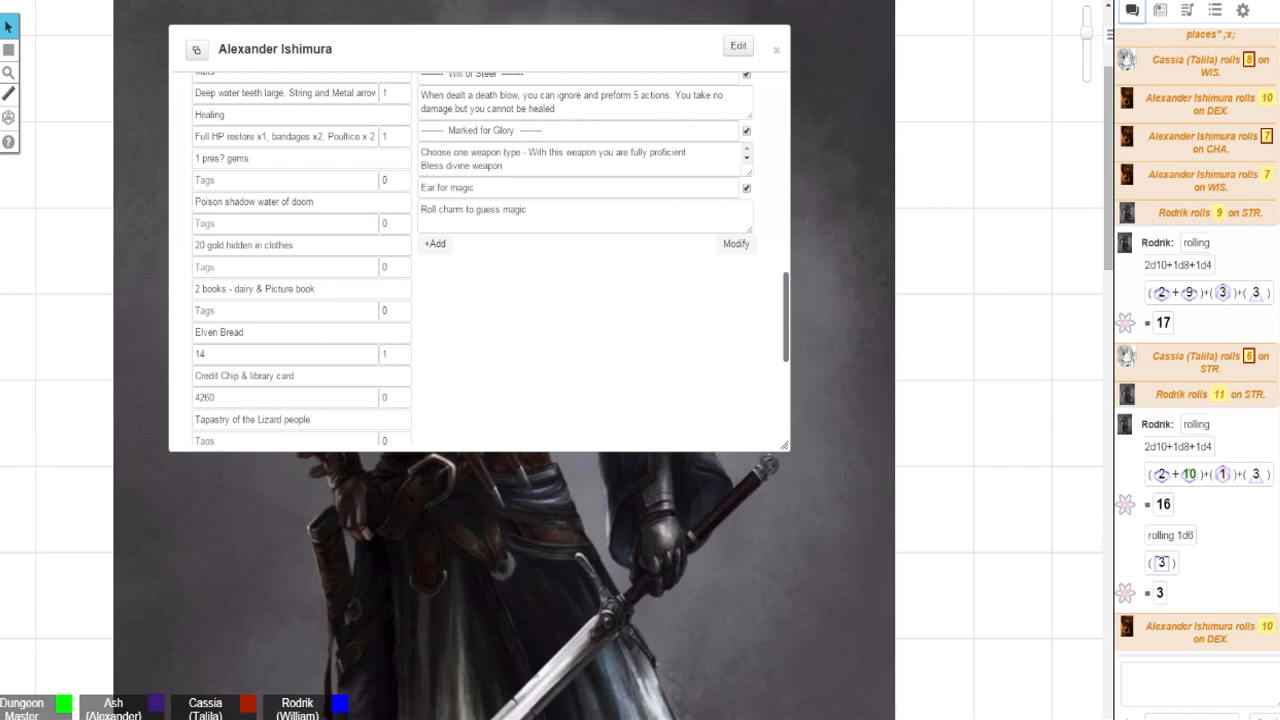 Alexander Ishimura
Edit
×
Deep water teeth large, String and Metal arrow
1
Healing
Full HP restore x1, bandages x2, Poultice x 2
1
1 pres? gems
Tags
0
Poison shadow water of doom
Tags
0
20 gold hidden in clothes
Tags
0
2 books - dairy & Picture book
Tags
0
Elven Bread
14
1
Credit Chip & library card
4260
0
Tapastry of the Lizard people
Tags
0
-------- Will of Steel --------
When dealt a death blow, you can ignore and preform 5 actions. You take no
damage but you cannot be healed
-------- Marked for Glory --------
Choose one weapon type - With this weapon you are fully proficient
Bless divine weapon
Ear for magic
Roll charm to guess magic
+Add
Modify
places" ;x;
Cassia (Talila) rolls 8 on
WIS.
Alexander Ishimura rolls 10
on DEX.
Alexander Ishimura rolls 7
on CHA.
Alexander Ishimura rolls 7
on WIS.
Rodrik rolls 9 on STR.
Rodrik: rolling
2d10+1d8+1d4
(2+9)+(3)+(3)
= 17
Cassia (Talila) rolls 6 on
STR.
Rodrik rolls 11 on STR.
Rodrik: rolling
2d10+1d8+1d4
(2+10)+(1)+(3)
= 16
rolling 1d6
(3)
= 3
Alexander Ishimura rolls 10
on DEX.
Dungeon
Master
Ash
(Alexander)
Cassia
(Talila)
Rodrik
(William)